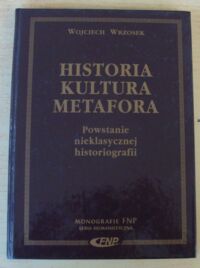 WOJCIECH WRZOSEK
HISTORIA
KULTURA
METAFORA
Powstanie
nieklasycznej
historiografii
MONOGRAFIE FNP
SERIA HUMANISTYCZNA
FNP